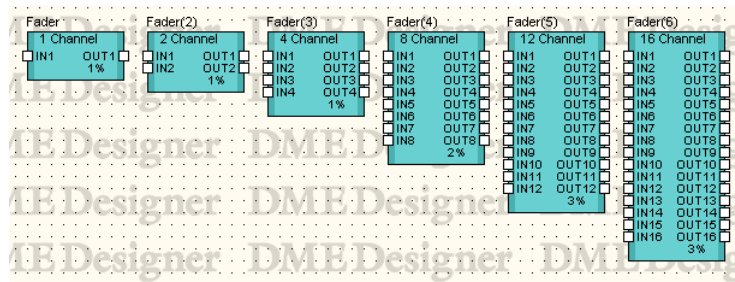 Fader
1 Channel
IN1 OUT1
1%
Fader(2)
2 Channel
IN1 OUT1
IN2 OUT2
1%
Fader(3)
4 Channel
IN1 OUT1
IN2 OUT2
IN3 OUT3
IN4 OUT4
1%
Fader(4)
8 Channel
IN1 OUT1
IN2 OUT2
IN3 OUT3
IN4 OUT4
IN5 OUT5
IN6 OUT6
IN7 OUT7
IN8 OUT8
2%
Fader(5)
12 Channel
IN1 OUT1
IN2 OUT2
IN3 OUT3
IN4 OUT4
IN5 OUT5
IN6 OUT6
IN7 OUT7
IN8 OUT8
IN9 OUT9
IN10 OUT10
IN11 OUT11
IN12 OUT12
3%
Fader(6)
16 Channel
IN1 OUT1
IN2 OUT2
IN3 OUT3
IN4 OUT4
IN5 OUT5
IN6 OUT6
IN7 OUT7
IN8 OUT8
IN9 OUT9
IN10 OUT10
IN11 OUT11
IN12 OUT12
IN13 OUT13
IN14 OUT14
IN15 OUT15
IN16 OUT16
3%
DME Designer
ME Designer DME Designer DME